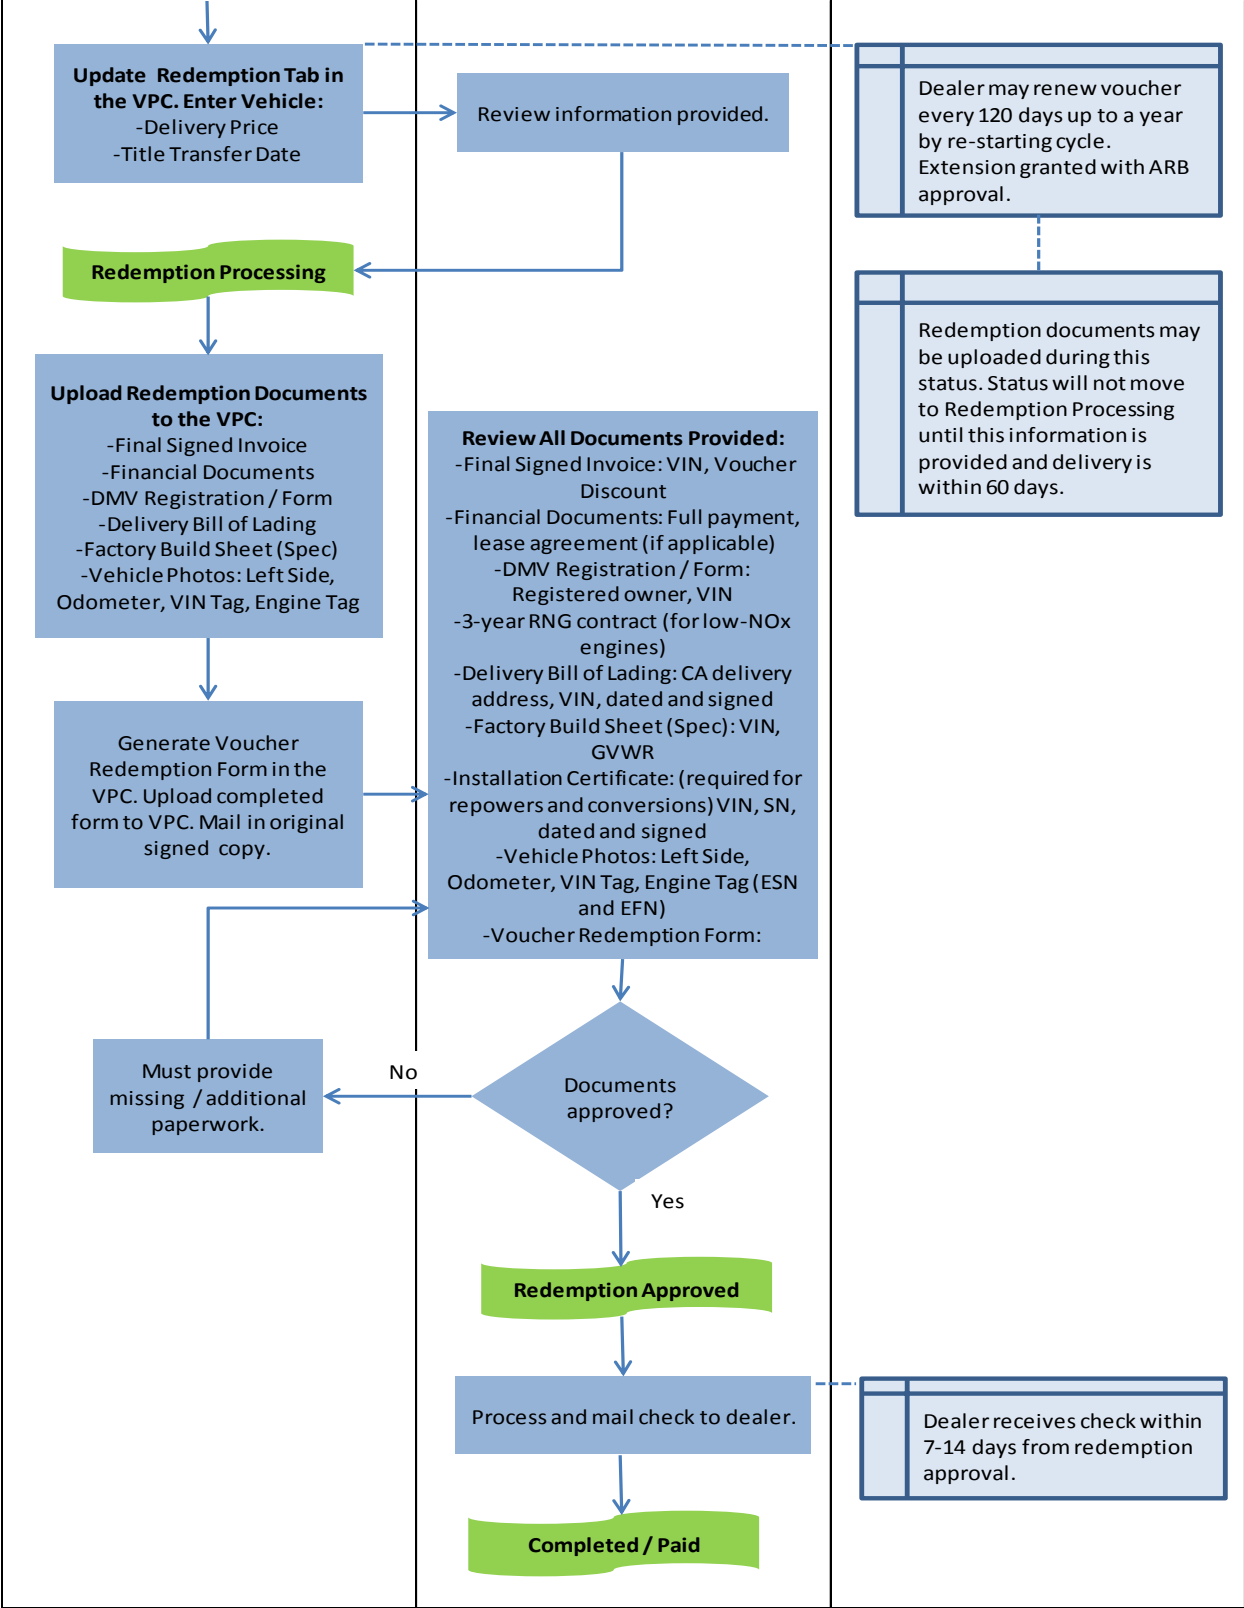 Update Redemption Tab in
the VPC. Enter Vehicle:
-Delivery Price
-Title Transfer Date
Review information provided.
Dealer may renew voucher
every 120 days up to a year
by re-starting cycle.
Extension granted with ARB
approval.
Redemption Processing
Redemption documents may
be uploaded during this
status. Status will not move
to Redemption Processing
until this information is
provided and delivery is
within 60 days.
Upload Redemption Documents
to the VPC:
-Final Signed Invoice
-Financial Documents
-DMV Registration / Form
-Delivery Bill of Lading
-Factory Build Sheet (Spec)
-Vehicle Photos: Left Side,
Odometer, VIN Tag, Engine Tag
Review All Documents Provided:
-Final Signed Invoice: VIN, Voucher
Discount
-Financial Documents: Full payment,
lease agreement (if applicable)
-DMV Registration / Form:
Registered owner, VIN
-3-year RNG contract (for low-NOx
engines)
-Delivery Bill of Lading: CA delivery
address, VIN, dated and signed
-Factory Build Sheet (Spec): VIN,
GVWR
-Installation Certificate: (required for
repowers and conversions) VIN, SN,
dated and signed
-Vehicle Photos: Left Side,
Odometer, VIN Tag, Engine Tag (ESN
and EFN)
-Voucher Redemption Form:
Generate Voucher
Redemption Form in the
VPC. Upload completed
form to VPC. Mail in original
signed copy.
Must provide
missing / additional
paperwork.
No
Documents
approved?
Yes
Redemption Approved
Process and mail check to dealer.
Dealer receives check within
7-14 days from redemption
approval.
Completed / Paid